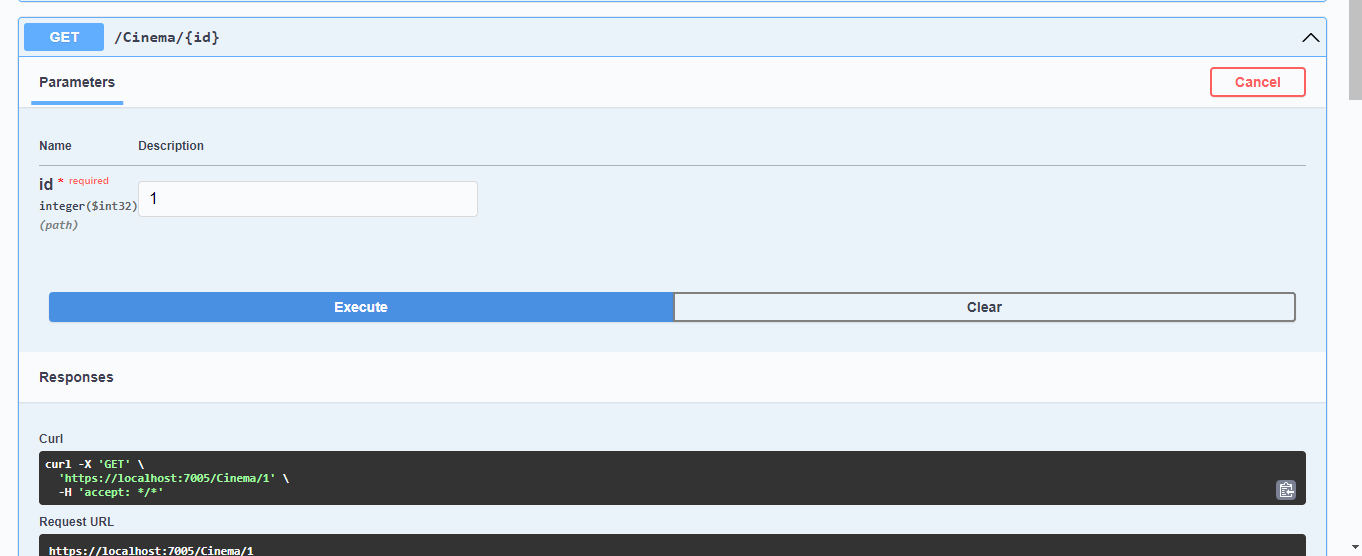 GET /Cinema/{id}
Parameters
Cancel
Name Description
id * required
integer($int32)
(path)
1
Execute Clear
Responses
Curl
curl -X 'GET' \
'https://localhost:7005/Cinema/1' \
-H 'accept: */*'
Request URL
https://localhost:7005/Cinema/1